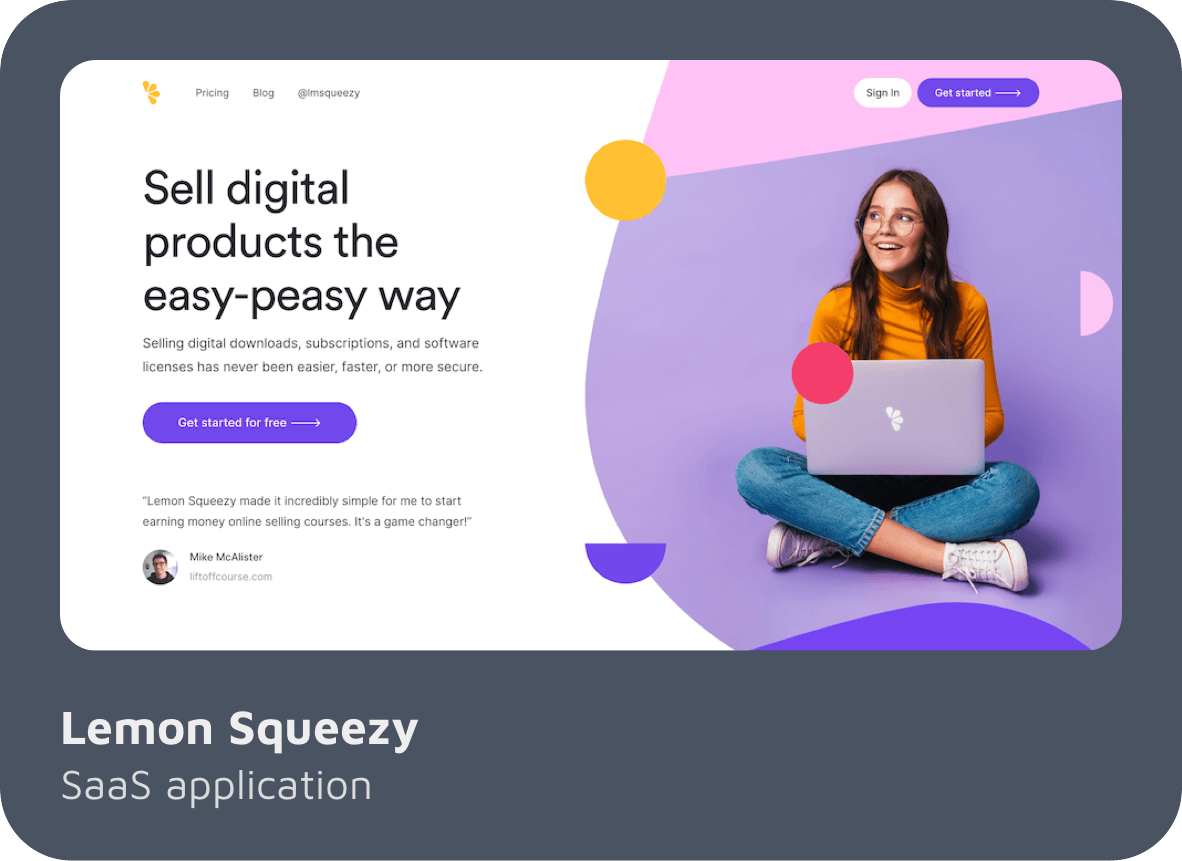 Pricing Blog @lmsqueezy Sign In Get started ⟶
Sell digital
products the
easy-peasy way
Selling digital downloads, subscriptions, and software
licenses has never been easier, faster, or more secure.
Get started for free ⟶
“Lemon Squeezy made it incredibly simple for me to start
earning money online selling courses. It's a game changer!”
Mike McAlister
liftoffcourse.com
Lemon Squeezy
SaaS application